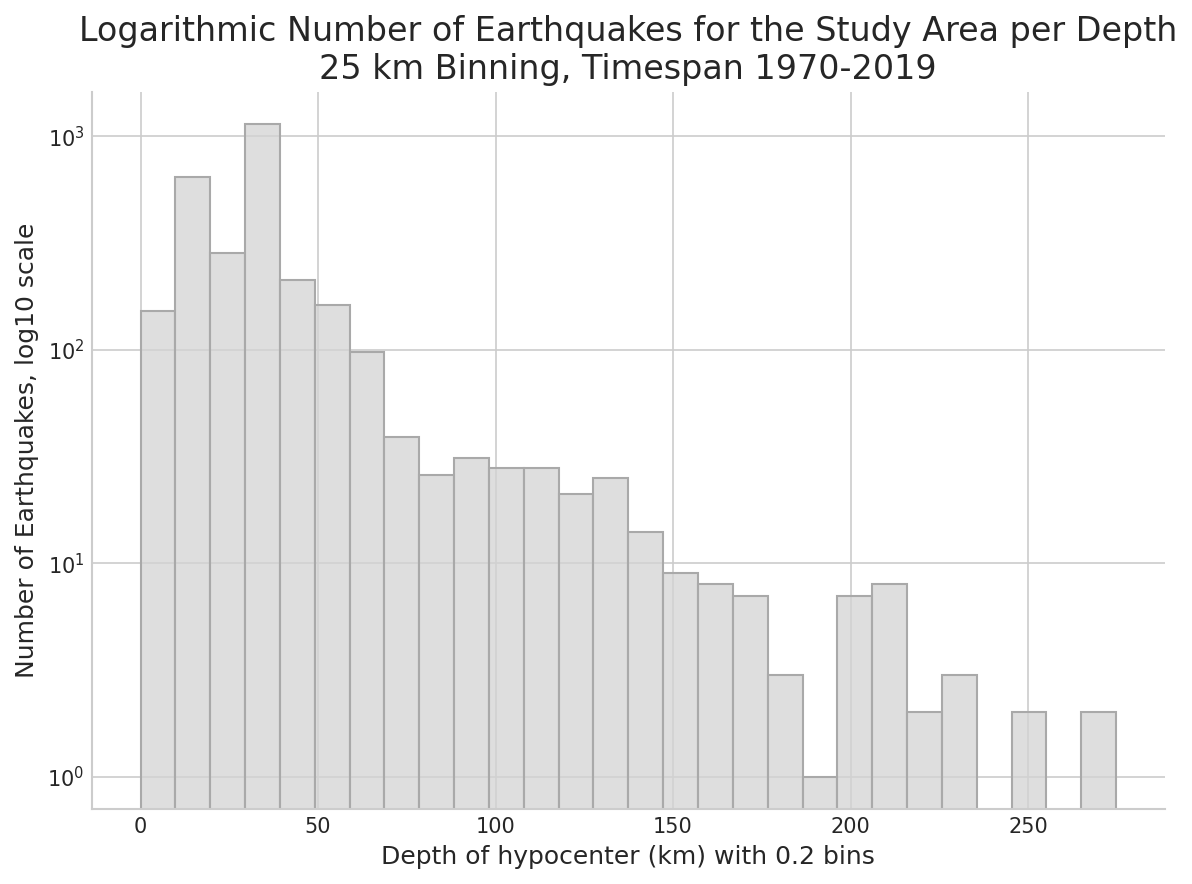 Logarithmic Number of Earthquakes for the Study Area per Depth
25 km Binning, Timespan 1970-2019
Number of Earthquakes, log10 scale
10³
10²
10¹
10⁰
0 50 100 150 200 250
Depth of hypocenter (km) with 0.2 bins